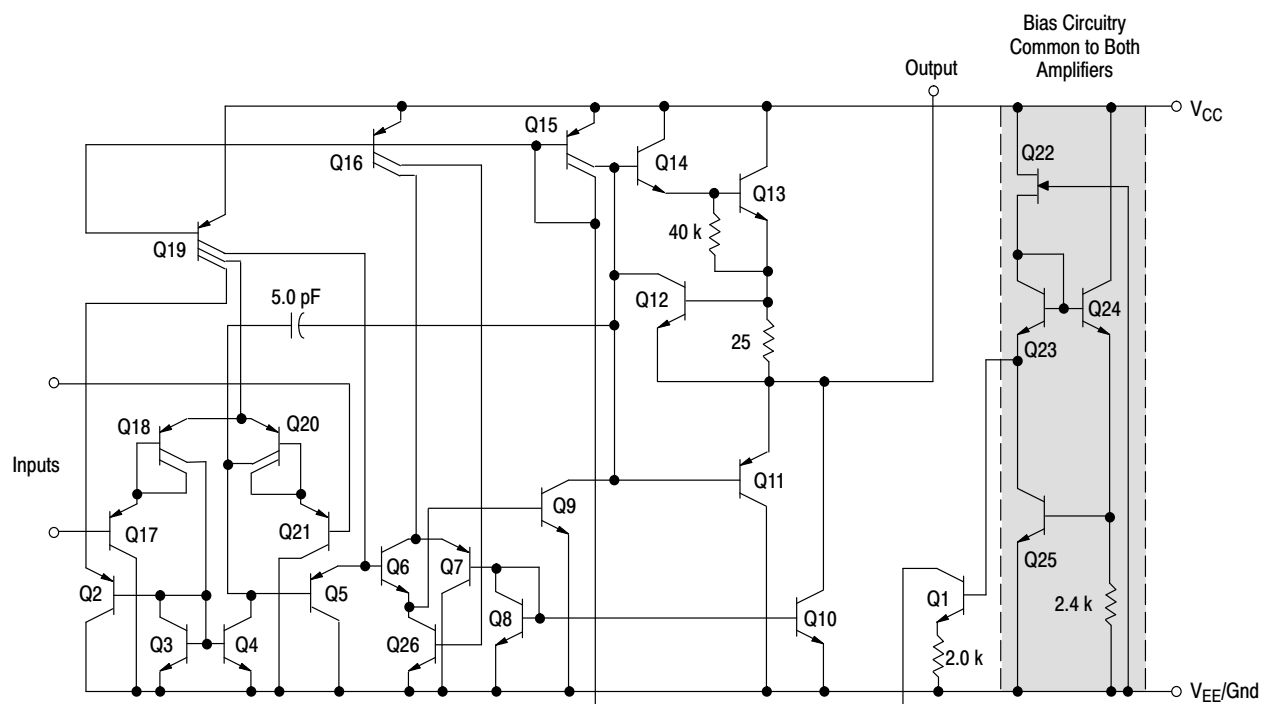 Bias Circuitry
Common to Both
Amplifiers
Output
VCC
Q15
Q16
Q14
Q22
Q13
Q19
40 k
5.0 pF
Q12
Q24
25
Q23
Q18
Q20
Inputs
Q11
Q9
Q17
Q21
Q25
Q2
Q6
Q7
Q5
Q1
2.4 k
Q8
Q10
Q3
Q4
Q26
2.0 k
VEE/Gnd